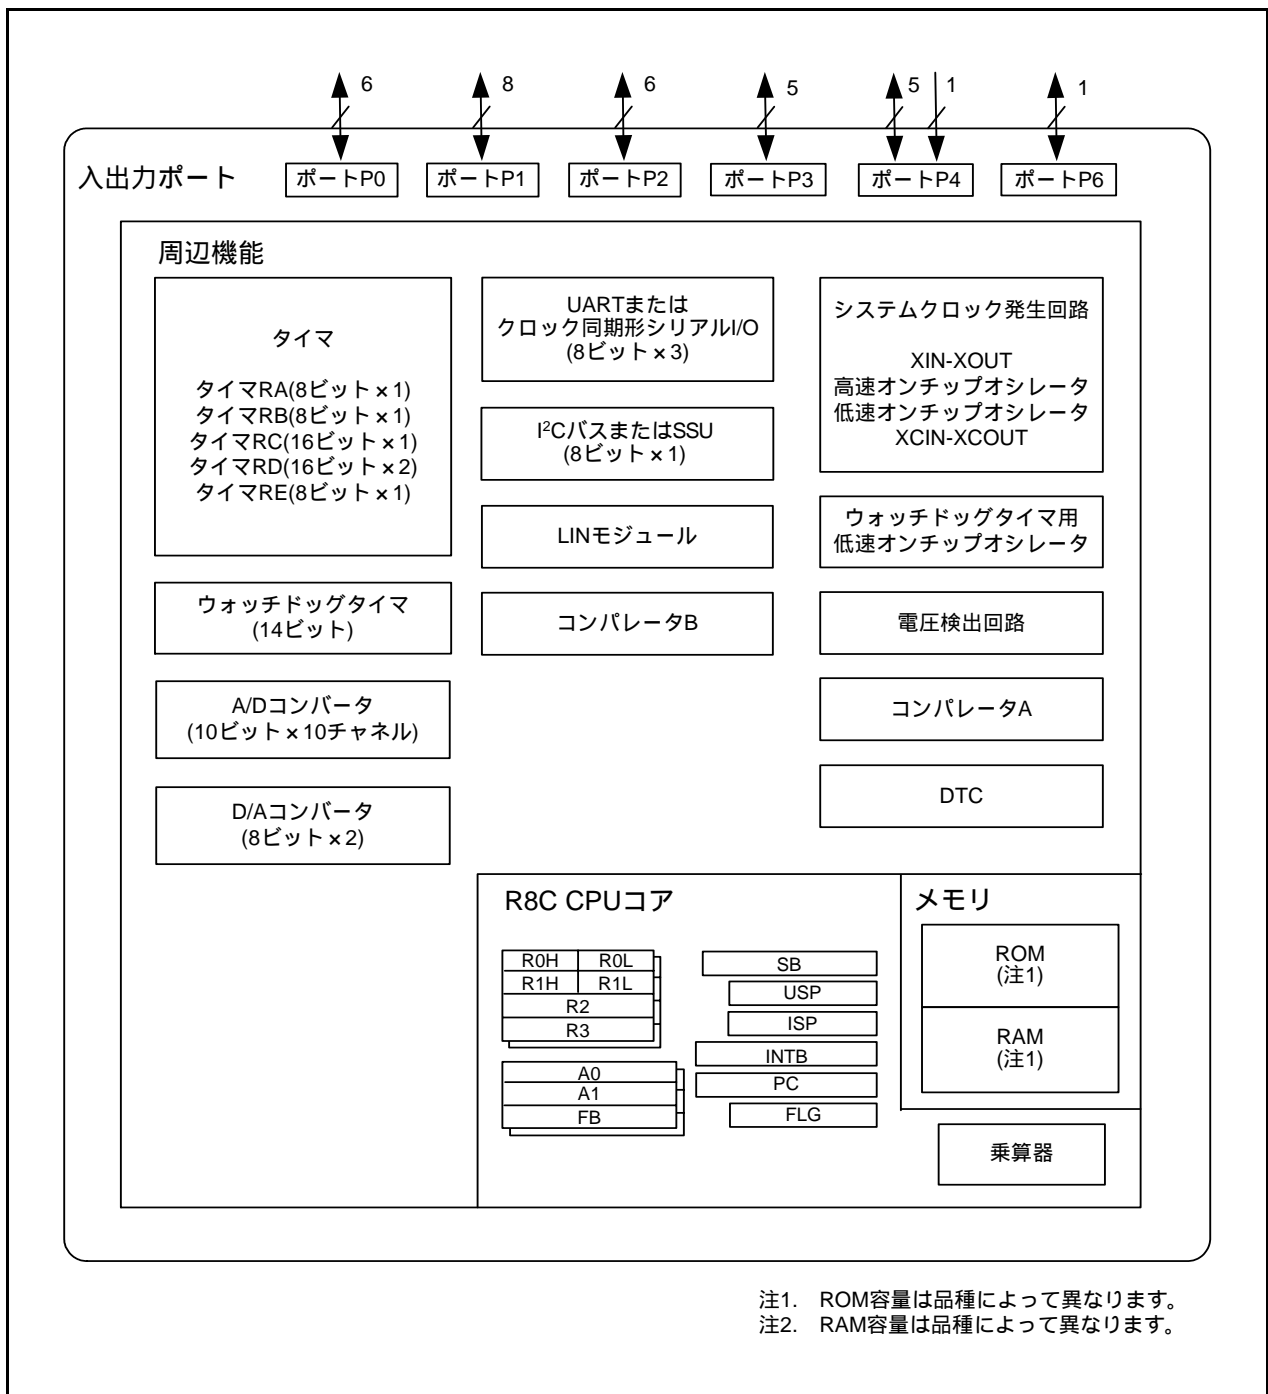 6
8
6
5
5
1
1
入出力ポート
ポートP0
ポートP1
ポートP2
ポートP3
ポートP4
ポートP6
周辺機能
タイマ
タイマRA(8ビット×1)
タイマRB(8ビット×1)
タイマRC(16ビット×1)
タイマRD(16ビット×2)
タイマRE(8ビット×1)
ウォッチドッグタイマ
(14ビット)
A/Dコンバータ
(10ビット×10チャネル)
D/Aコンバータ
(8ビット×2)
UARTまたは
クロック同期形シリアルI/O
(8ビット×3)
I²CバスまたはSSU
(8ビット×1)
LINモジュール
コンパレータB
システムクロック発生回路
XIN-XOUT
高速オンチップオシレータ
低速オンチップオシレータ
XCIN-XCOUT
ウォッチドッグタイマ用
低速オンチップオシレータ
電圧検出回路
コンパレータA
DTC
R8C CPUコア
R0H
R0L
R1H
R1L
R2
R3
A0
A1
FB
SB
USP
ISP
INTB
PC
FLG
メモリ
ROM
(注1)
RAM
(注1)
乗算器
注1. ROM容量は品種によって異なります。
注2. RAM容量は品種によって異なります。